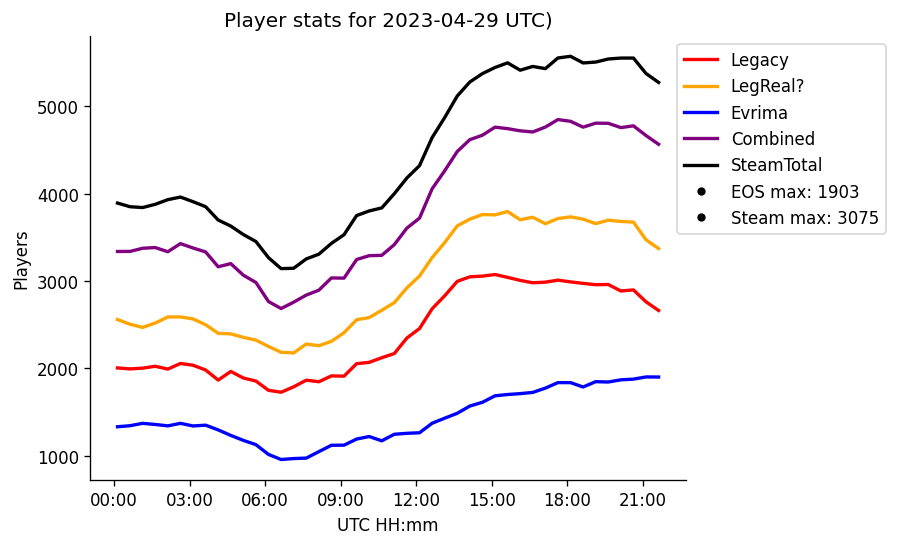 Player stats for 2023-04-29 UTC)
Legacy
LegReal?
Evrima
Combined
SteamTotal
EOS max: 1903
Steam max: 3075
Players
5000
4000
3000
2000
1000
00:00 03:00 06:00 09:00 12:00 15:00 18:00 21:00
UTC HH:mm